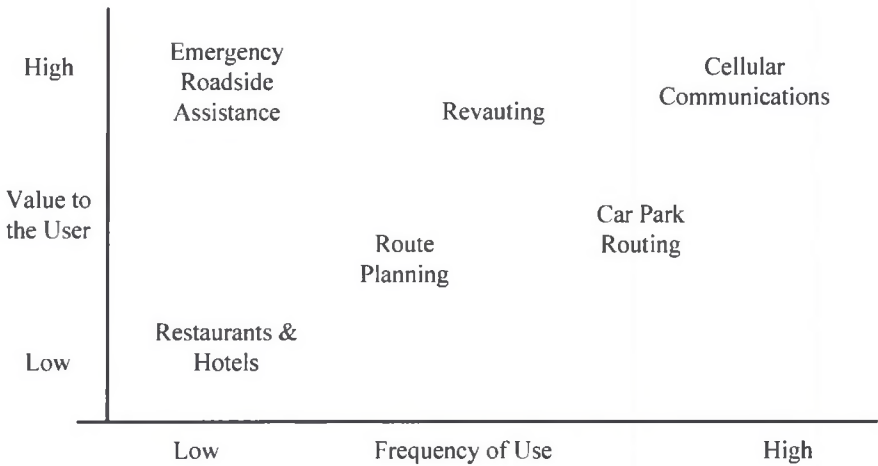 High
Emergency
Roadside
Assistance
Revauting
Cellular
Communications
Value to
the User
Route
Planning
Car Park
Routing
Low
Restaurants &
Hotels
Low
Frequency of Use
High